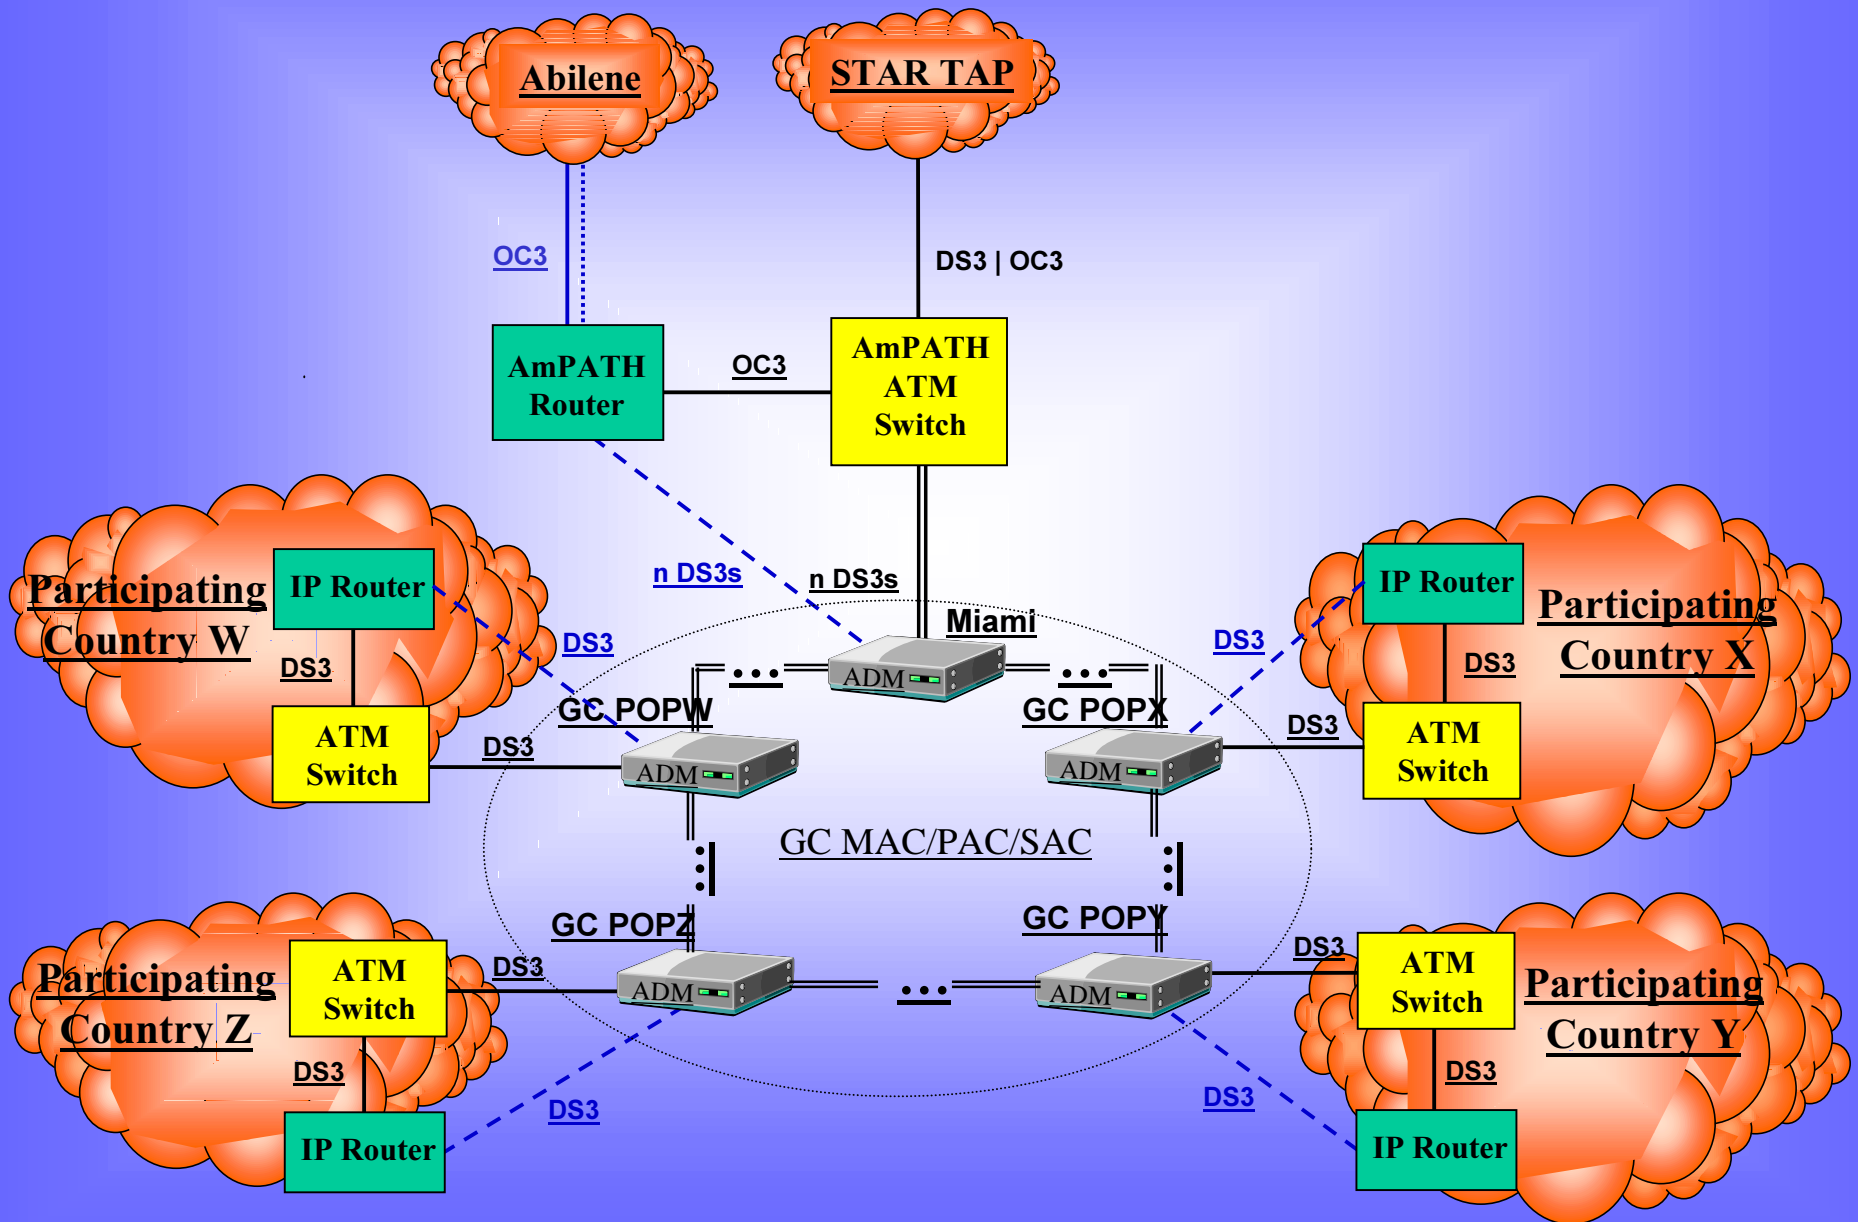 Abilene
STAR TAP
OC3
DS3 | OC3
AmPATH
Router
OC3
AmPATH
ATM
Switch
n DS3s
n DS3s
Participating
Country W
IP Router
DS3
ATM
Switch
DS3
DS3
Miami
ADM
GC POPW
ADM
GC POPX
ADM
DS3
DS3
IP Router
DS3
ATM
Switch
Participating
Country X
GC MAC/PAC/SAC
Participating
Country Z
ATM
Switch
DS3
IP Router
DS3
DS3
GC POPZ
ADM
GC POPY
ADM
DS3
DS3
ATM
Switch
DS3
IP Router
Participating
Country Y